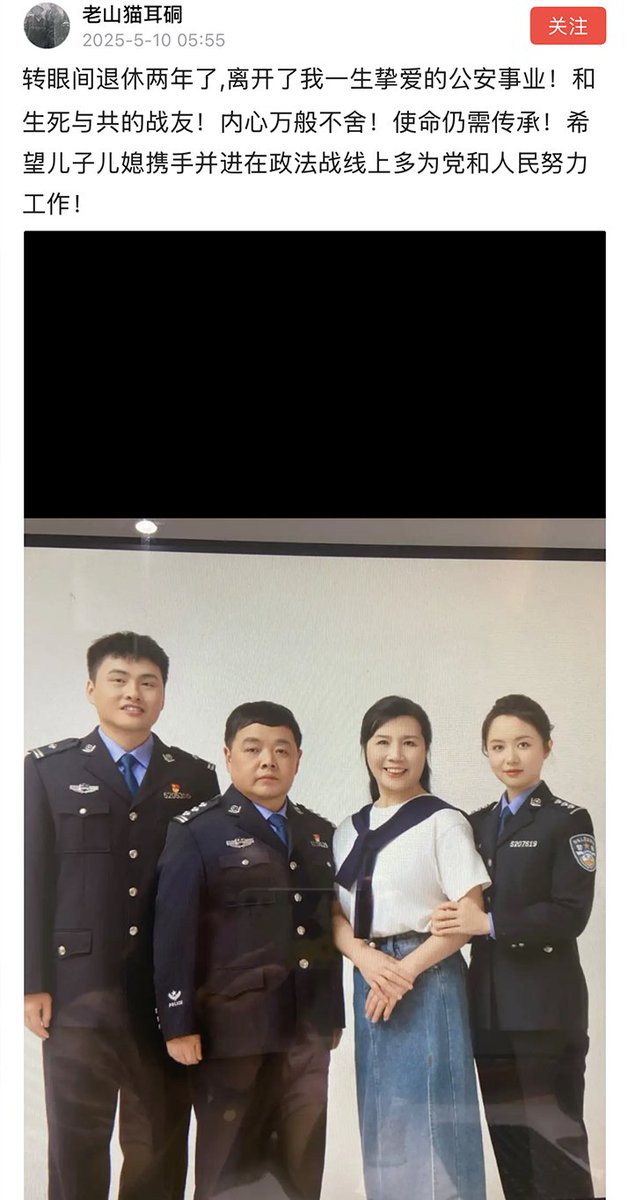 老山猫耳硐
关注
2025-5-10 05:55
转眼间退休两年了,离开了我一生挚爱的公安事业！和
生死与共的战友！内心万般不舍！使命仍需传承！希
望儿子儿媳携手并进在政法战线上多为党和人民努力
工作！
5207619
POLICE